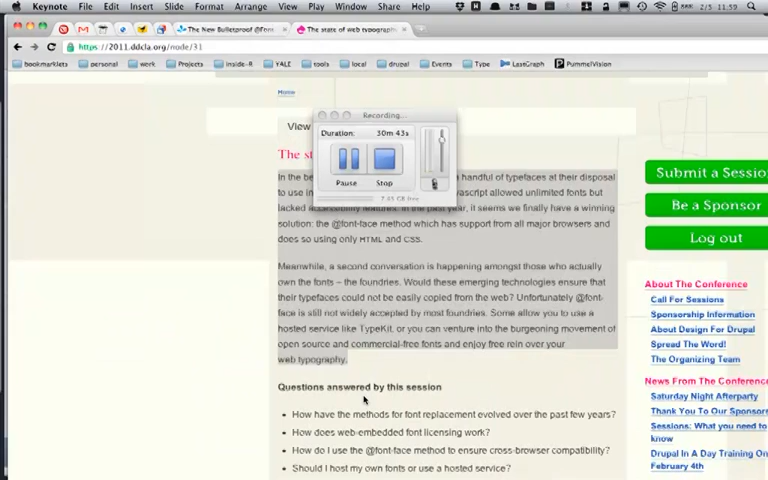 Keynote File Edit Insert Slide Format Arrange View Play Window Share Help 2/5 11:59
The New Bulletproof @Fon
The state of web typograph
https://2011.ddcla.org/node/31
bookmarklets personal work Projects inside-R YALE tools local drupal Events Type LastGraph PummelVision
Home
Recording...
Duration: 30m 43s
Pause Stop
View
The st
handful of typefaces at their disposal
In the be
to use in
vascript allowed unlimited fonts but
lacked accessibility features. In the past year, it seems we finally have a winning
solution: the @font-face method which has support from all major browsers and
does so using only HTML and CSS.
Meanwhile, a second conversation is happening amongst those who actually
own the fonts – the foundries. Would these emerging technologies ensure that
their typefaces could not be easily copied from the web? Unfortunately @font-
face is still not widely accepted by most foundries. Some allow you to use a
hosted service like TypeKit, or you can venture into the burgeoning movement of
open source and commercial-free fonts and enjoy free rein over your
web typography.
Questions answered by this session
• How have the methods for font replacement evolved over the past few years?
• How does web-embedded font licensing work?
• How do I use the @font-face method to ensure cross-browser compatibility?
• Should I host my own fonts or use a hosted service?
Submit a Sessio
Be a Sponsor
Log out
About The Conference
Call For Sessions
Sponsorship Information
About Design For Drupal
Spread The Word!
The Organizing Team
News From The Conference
Saturday Night Afterparty
Thank You To Our Sponsors
Sessions: What you need to
know
Drupal In A Day Training On
February 4th